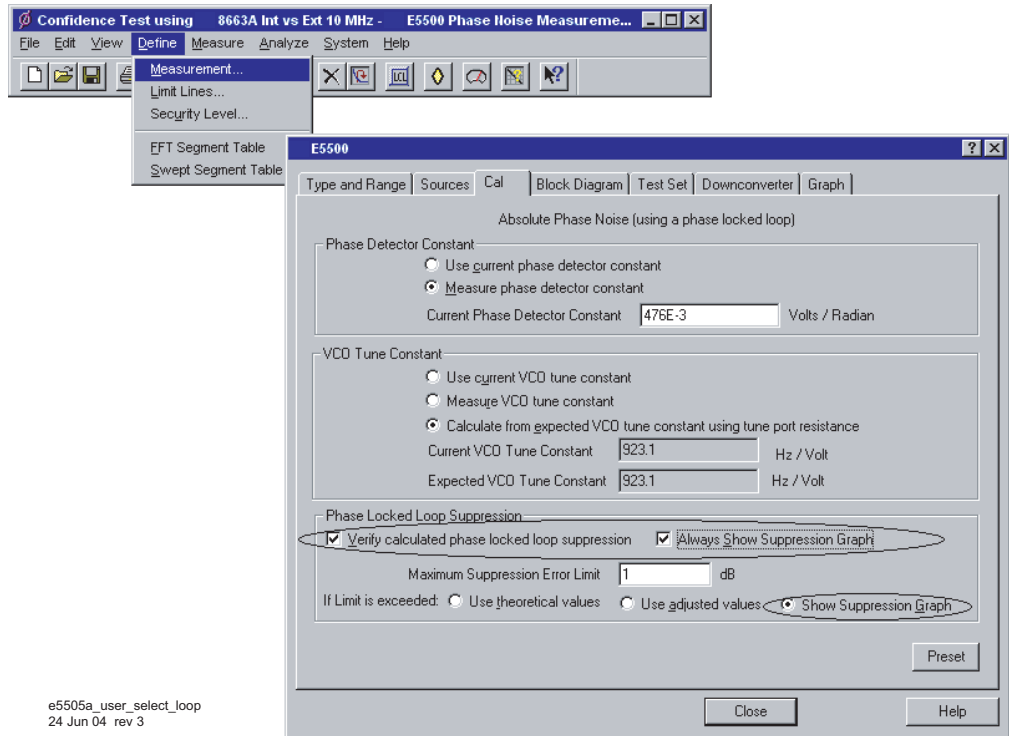 Confidence Test using 8663A Int vs Ext 10 MHz - E5500 Phase Noise Measureme...
File Edit View Define Measure Analyze System Help
Measurement...
Limit Lines...
Security Level...
FFT Segment Table
Swept Segment Table
E5500
Type and Range Sources Cal Block Diagram Test Set Downconverter Graph
Absolute Phase Noise (using a phase locked loop)
Phase Detector Constant
Use current phase detector constant
Measure phase detector constant
Current Phase Detector Constant 476E-3 Volts / Radian
VCO Tune Constant
Use current VCO tune constant
Measure VCO tune constant
Calculate from expected VCO tune constant using tune port resistance
Current VCO Tune Constant 923.1 Hz / Volt
Expected VCO Tune Constant 923.1 Hz / Volt
Phase Locked Loop Suppression
Verify calculated phase locked loop suppression Always Show Suppression Graph
Maximum Suppression Error Limit 1 dB
If Limit is exceeded: Use theoretical values Use adjusted values Show Suppression Graph
Preset
Close Help
e5505a_user_select_loop
24 Jun 04 rev 3